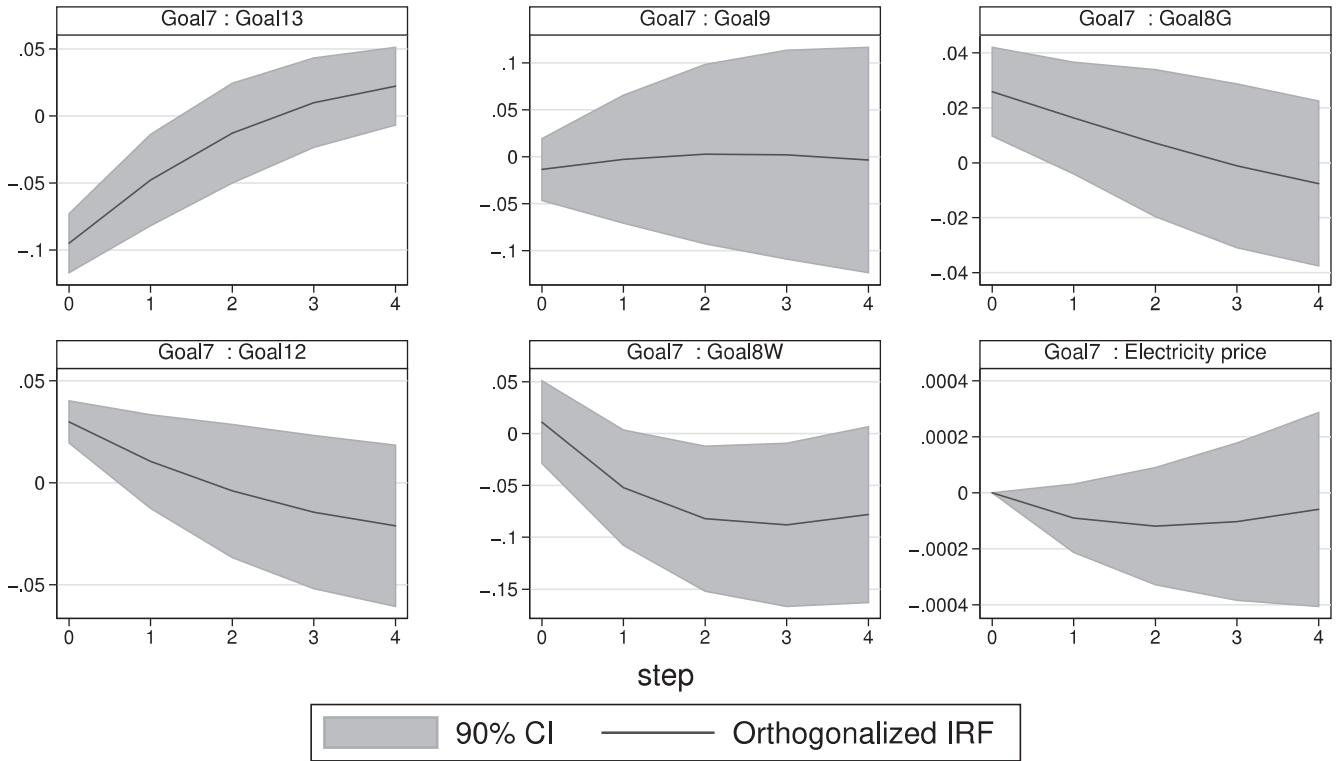 Goal7 : Goal13
Goal7 : Goal9
Goal7 : Goal8G
.05
0
-.05
-.1
0 1 2 3 4
.1
.05
0
-.05
-.1
0 1 2 3 4
.04
.02
0
-.02
-.04
0 1 2 3 4
Goal7 : Goal12
Goal7 : Goal8W
Goal7 : Electricity price
.05
0
-.05
0 1 2 3 4
.05
0
-.05
-.1
-.15
0 1 2 3 4
.0004
.0002
0
-.0002
-.0004
0 1 2 3 4
step
90% CI
Orthogonalized IRF